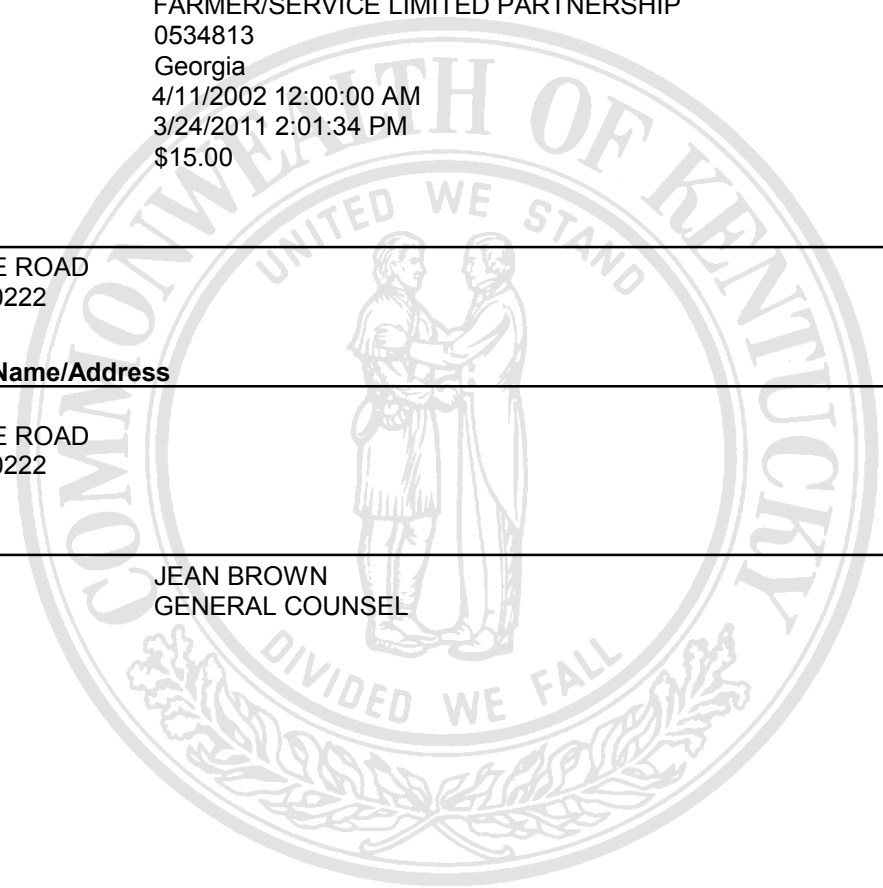 FARMER/SERVICE LIMITED PARTNERSHIP
0534813
Georgia
4/11/2002 12:00:00 AM
3/24/2011 2:01:34 PM
$15.00
E ROAD
0222
Name/Address
E ROAD
0222
JEAN BROWN
GENERAL COUNSEL
COMMONWEALTH OF KENTUCKY
UNITED WE STAND
DIVIDED WE FALL